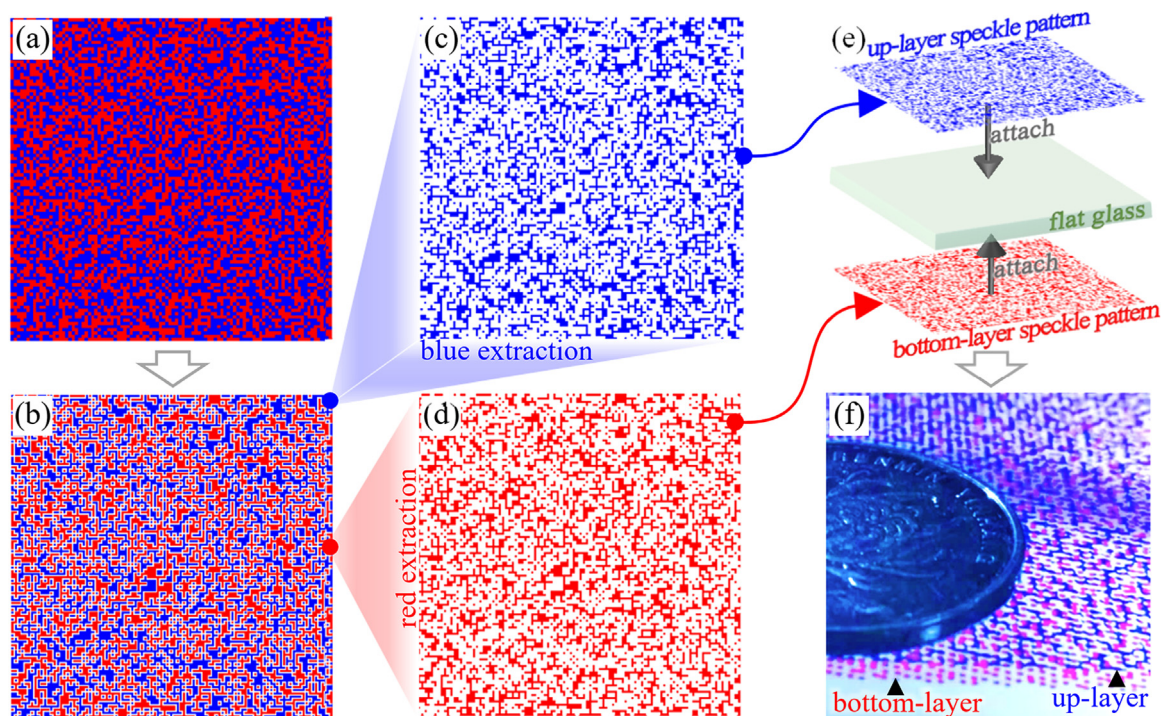 (a)
(c)
(e)
up-layer speckle pattern
attach
flat glass
attach
bottom-layer speckle pattern
blue extraction
(b)
(d)
(f)
red extraction
bottom-layer
up-layer